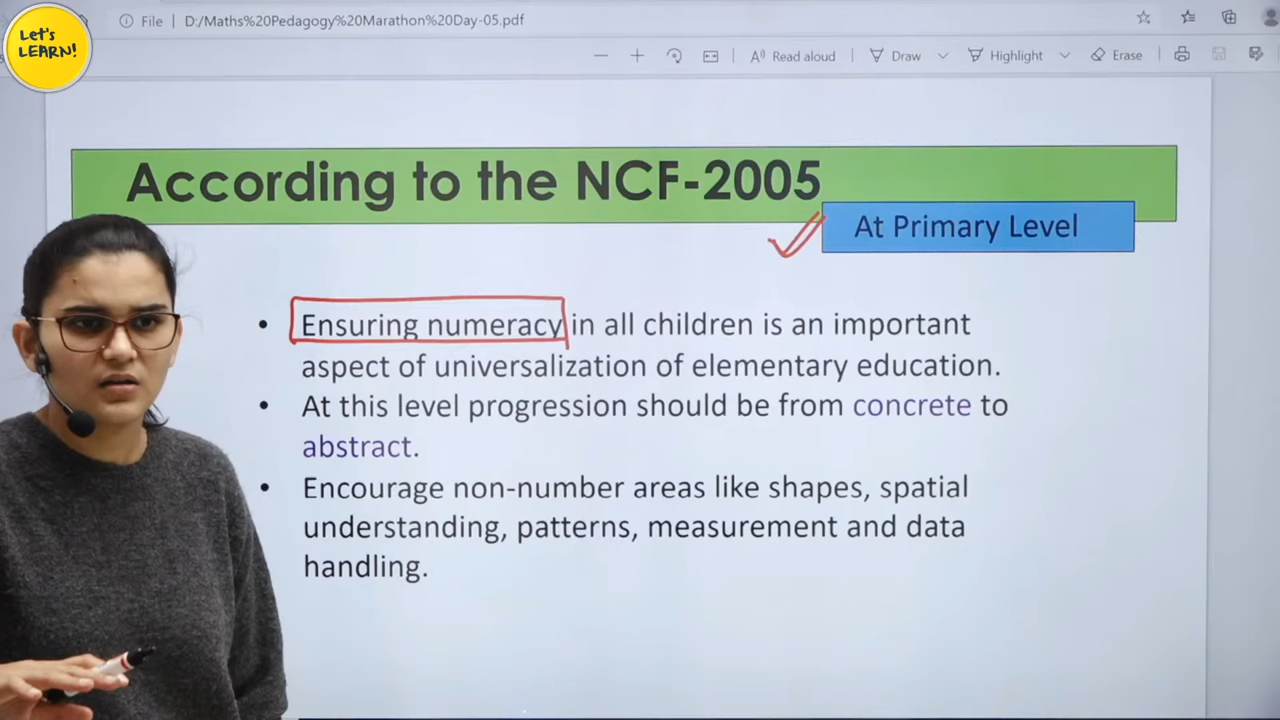 Let's
LEARN!
File | D:/Maths%20Pedagogy%20Marathon%20Day-05.pdf
Read aloud | Draw Highlight Erase
According to the NCF-2005
At Primary Level
• Ensuring numeracy in all children is an important
aspect of universalization of elementary education.
• At this level progression should be from concrete to
abstract.
• Encourage non-number areas like shapes, spatial
understanding, patterns, measurement and data
handling.